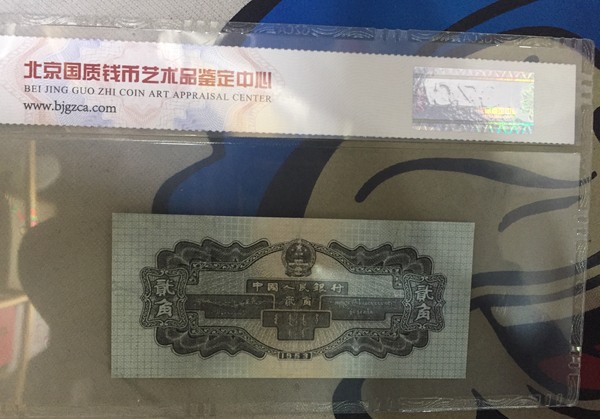 北京国质钱币艺术品鉴定中心
BEI JING GUO ZHI COIN ART APPRAISAL CENTER
www.bjgzca.com
中国人民银行
贰角 贰角 贰角
1953